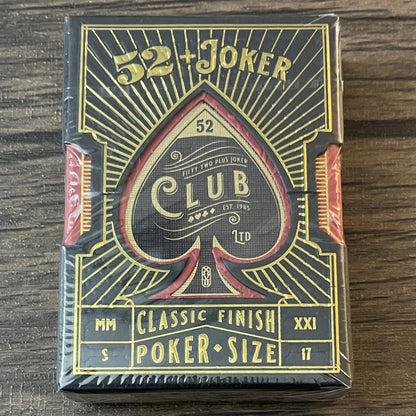 52+JOKER
52
FIFTY TWO PLUS JOKER
CLUB
EST. 1985
LTD
MM
CLASSIC FINISH
XXI
S
POKER • SIZE
17